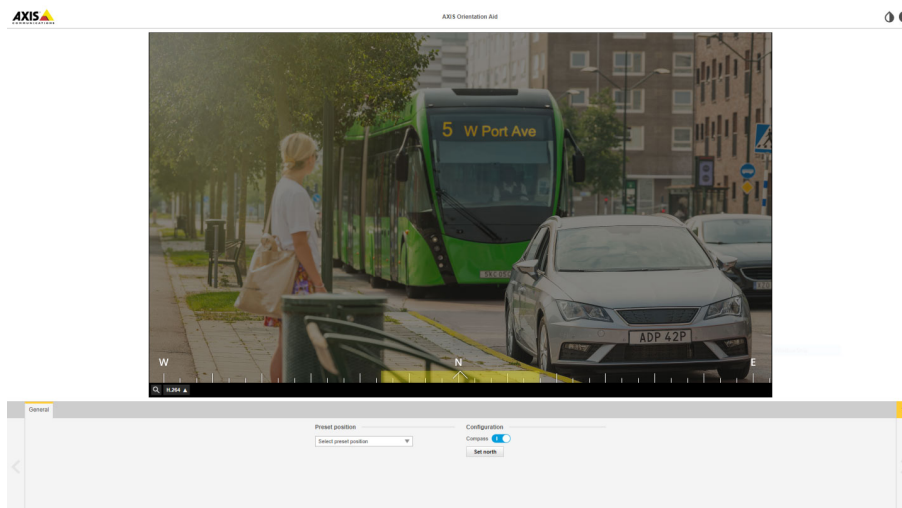 AXIS
COMMUNICATIONS
AXIS Orientation Aid
5 W Port Ave
ADP 42P
W N E
H.264
General
Preset position
Select preset position
Configuration
Compass
Set north